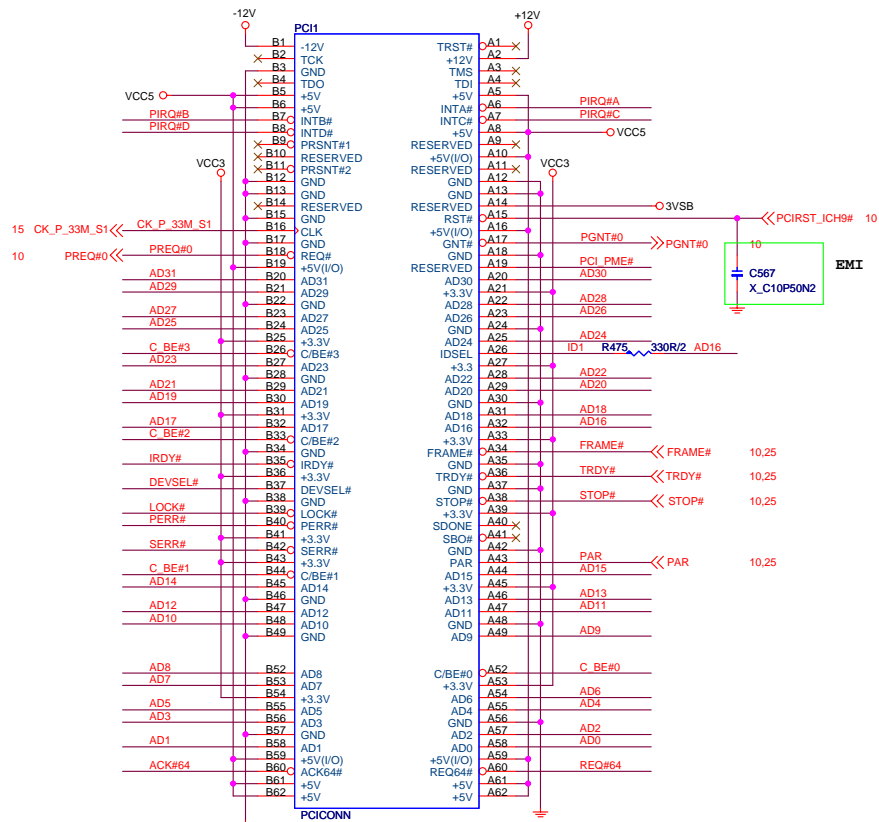 -12V +12V
PCI1
B1 -12V TRST# A1
B2 TCK +12V A2
B3 GND TMS A3
B4 TDO TDI A4
VCC5 B5 +5V +5V A5
B6 +5V INTA# A6 PIRQ#A
PIRQ#B B7 INTB# INTC# A7 PIRQ#C
PIRQ#D B8 INTD# +5V A8 VCC5
B9 PRSNT#1 RESERVED A9
B10 RESERVED +5V(I/O) A10
VCC3 B11 PRSNT#2 RESERVED A11 VCC3
B12 GND GND A12
B13 GND GND A13
B14 RESERVED RESERVED A14 3VSB
B15 GND RST# A15 PCIRST_ICH9# 10
15 CK_P_33M_S1 CK_P_33M_S1 B16 CLK +5V(I/O) A16
B17 GND GNT# A17 PGNT#0 PGNT#0 10
10 PREQ#0 PREQ#0 B18 REQ# GND A18
B19 +5V(I/O) RESERVED A19 PCI_PME# EMI
AD31 B20 AD31 AD30 A20 AD30 C567
AD29 B21 AD29 +3.3V A21 X_C10P50N2
B22 GND AD28 A22 AD28
AD27 B23 AD27 AD26 A23 AD26
AD25 B24 AD25 GND A24
B25 +3.3V AD24 A25 AD24
C_BE#3 B26 C/BE#3 IDSEL A26 ID1 R475 330R/2 AD16
AD23 B27 AD23 +3.3 A27
B28 GND AD22 A28 AD22
AD21 B29 AD21 AD20 A29 AD20
AD19 B30 AD19 GND A30
B31 +3.3V AD18 A31 AD18
AD17 B32 AD17 AD16 A32 AD16
C_BE#2 B33 C/BE#2 +3.3V A33
B34 GND FRAME# A34 FRAME# FRAME# 10,25
IRDY# B35 IRDY# GND A35
B36 +3.3V TRDY# A36 TRDY# TRDY# 10,25
DEVSEL# B37 DEVSEL# GND A37
B38 GND STOP# A38 STOP# STOP# 10,25
LOCK# B39 LOCK# +3.3V A39
PERR# B40 PERR# SDONE A40
B41 +3.3V SBO# A41
SERR# B42 SERR# GND A42
B43 +3.3V PAR A43 PAR PAR 10,25
C_BE#1 B44 C/BE#1 AD15 A44 AD15
AD14 B45 AD14 +3.3V A45
B46 GND AD13 A46 AD13
AD12 B47 AD12 AD11 A47 AD11
AD10 B48 AD10 GND A48
B49 GND AD9 A49 AD9
AD8 B52 AD8 C/BE#0 A52 C_BE#0
AD7 B53 AD7 +3.3V A53
B54 +3.3V AD6 A54 AD6
AD5 B55 AD5 AD4 A55 AD4
AD3 B56 AD3 GND A56
B57 GND AD2 A57 AD2
AD1 B58 AD1 AD0 A58 AD0
B59 +5V(I/O) +5V(I/O) A59
ACK#64 B60 ACK64# REQ64# A60 REQ#64
B61 +5V +5V A61
B62 +5V +5V A62
PCICONN